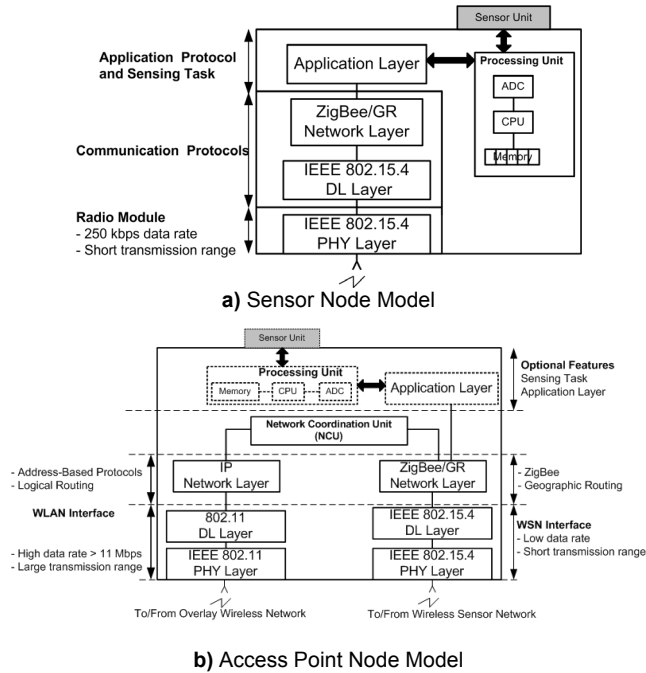 Sensor Unit
Application Protocol
and Sensing Task
Application Layer
Processing Unit
ADC
CPU
Memory
ZigBee/GR
Network Layer
Communication Protocols
IEEE 802.15.4
DL Layer
Radio Module
- 250 kbps data rate
- Short transmission range
IEEE 802.15.4
PHY Layer
a) Sensor Node Model
Sensor Unit
Processing Unit
Memory
CPU
ADC
Application Layer
Optional Features
Sensing Task
Application Layer
Network Coordination Unit
(NCU)
- Address-Based Protocols
- Logical Routing
IP
Network Layer
ZigBee/GR
Network Layer
- ZigBee
- Geographic Routing
WLAN Interface
- High data rate > 11 Mbps
- Large transmission range
802.11
DL Layer
IEEE 802.11
PHY Layer
IEEE 802.15.4
DL Layer
IEEE 802.15.4
PHY Layer
WSN Interface
- Low data rate
- Short transmission range
To/From Overlay Wireless Network
To/From Wireless Sensor Network
b) Access Point Node Model